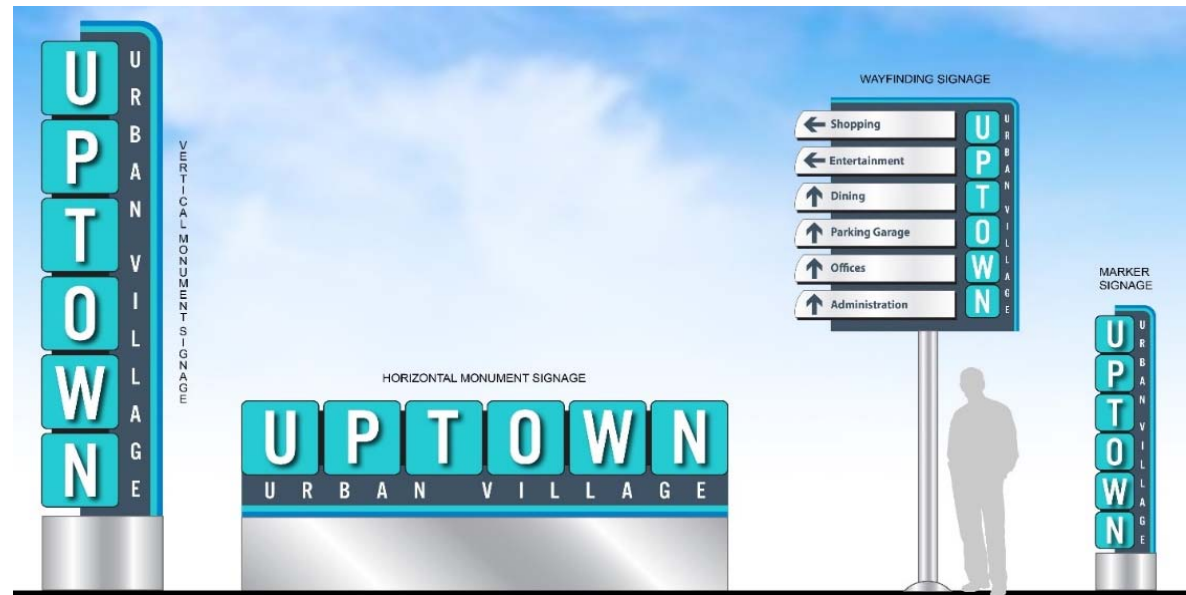 UPTOWN
URBAN VILLAGE
VERTICAL MONUMENT SIGNAGE
HORIZONTAL MONUMENT SIGNAGE
UPTOWN
URBAN VILLAGE
WAYFINDING SIGNAGE
Shopping
Entertainment
Dining
Parking Garage
Offices
Administration
UPTOWN
URBAN VILLAGE
MARKER
SIGNAGE
UPTOWN
URBAN VILLAGE